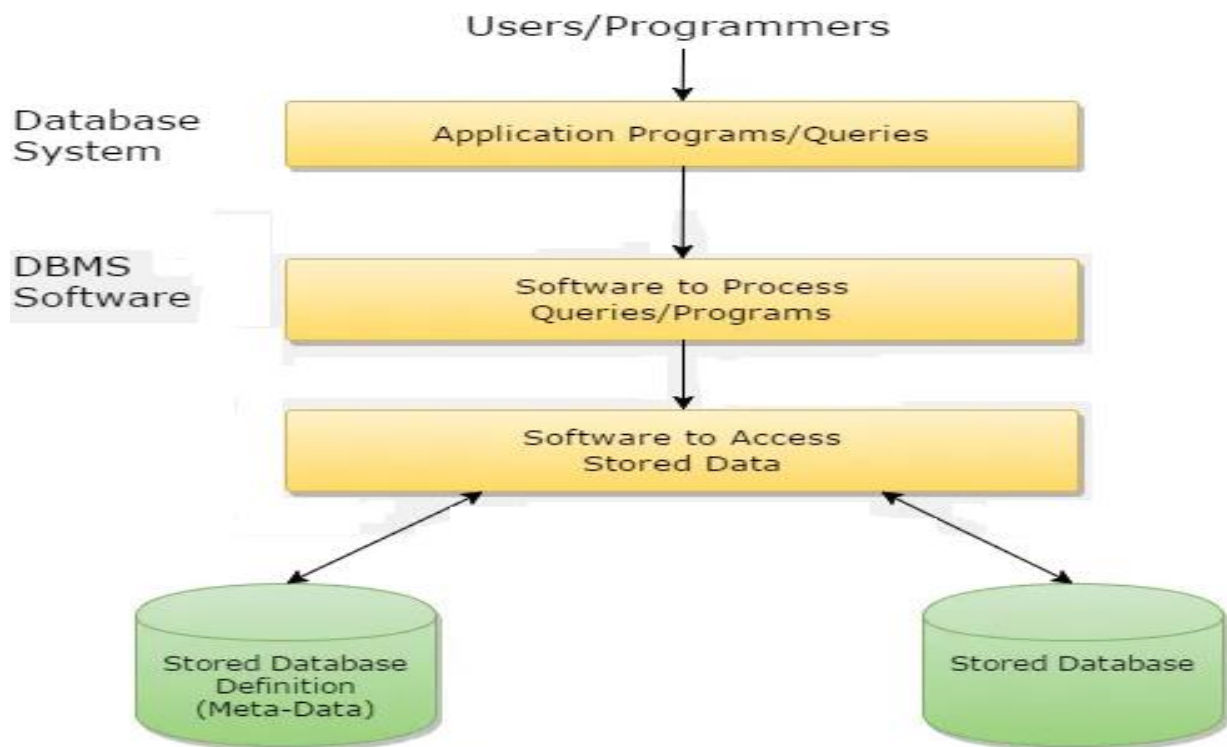 Users/Programmers
Database
System
Application Programs/Queries
DBMS
Software
Software to Process
Queries/Programs
Software to Access
Stored Data
Stored Database
Definition
(Meta-Data)
Stored Database